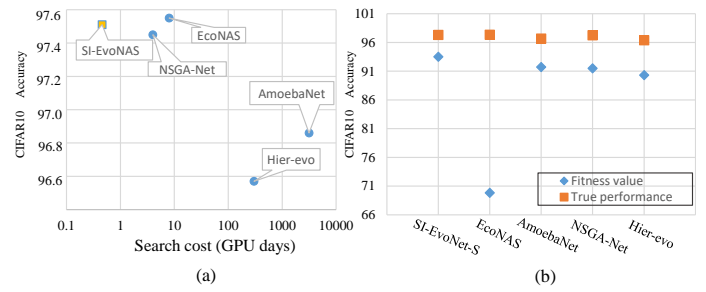 97.6
97.4
97.2
97.0
96.8
96.6
CIFAR10 Accuracy
SI-EvoNAS
EcoNAS
NSGA-Net
AmoebaNet
Hier-evo
0.1 1 10 100 1000 10000
Search cost (GPU days)
(a)
101
96
91
86
81
76
71
66
CIFAR10 Accuracy
Fitness value
True performance
SI-EvoNet-S EcoNAS AmoebaNet NSGA-Net Hier-evo
(b)